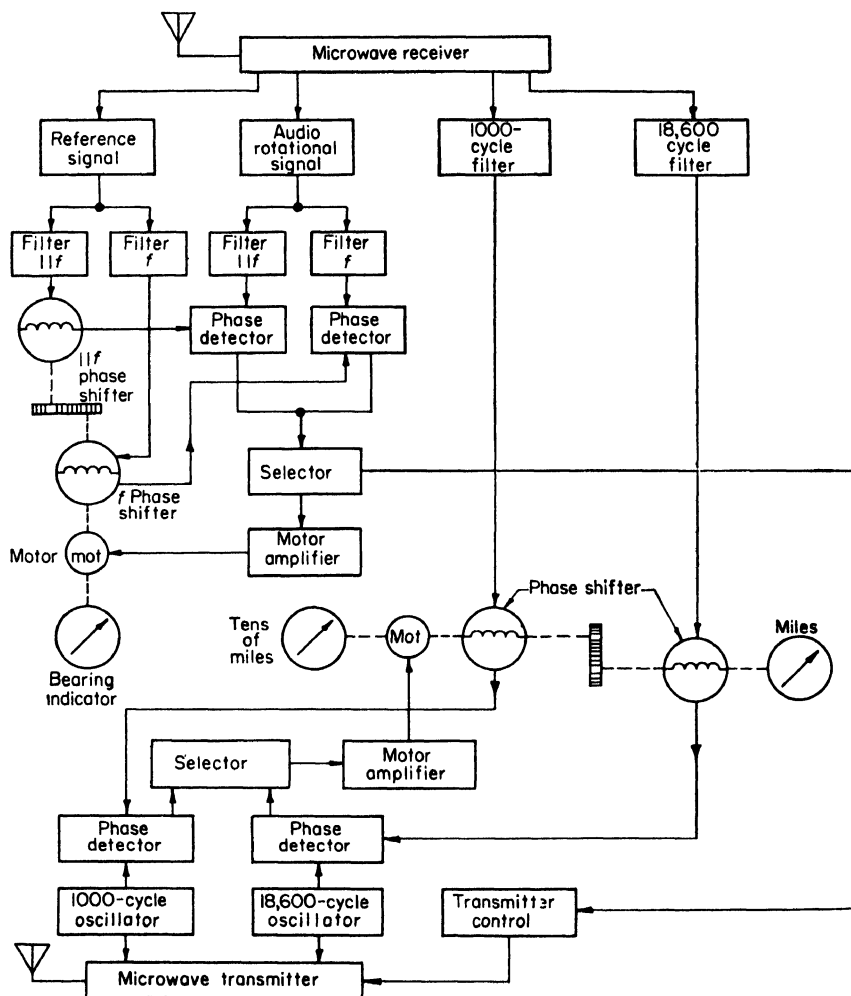 Microwave receiver
Reference
signal
Audio
rotational
signal
1000-
cycle
filter
18,600
cycle
filter
Filter
11f
Filter
f
Filter
11f
Filter
f
Phase
detector
Phase
detector
11f
phase
shifter
f Phase
shifter
Selector
Motor
amplifier
Motor
mot
Bearing
indicator
Phase shifter
Tens
of
miles
Mot
Miles
Selector
Motor
amplifier
Phase
detector
Phase
detector
1000-cycle
oscillator
18,600-cycle
oscillator
Transmitter
control
Microwave transmitter